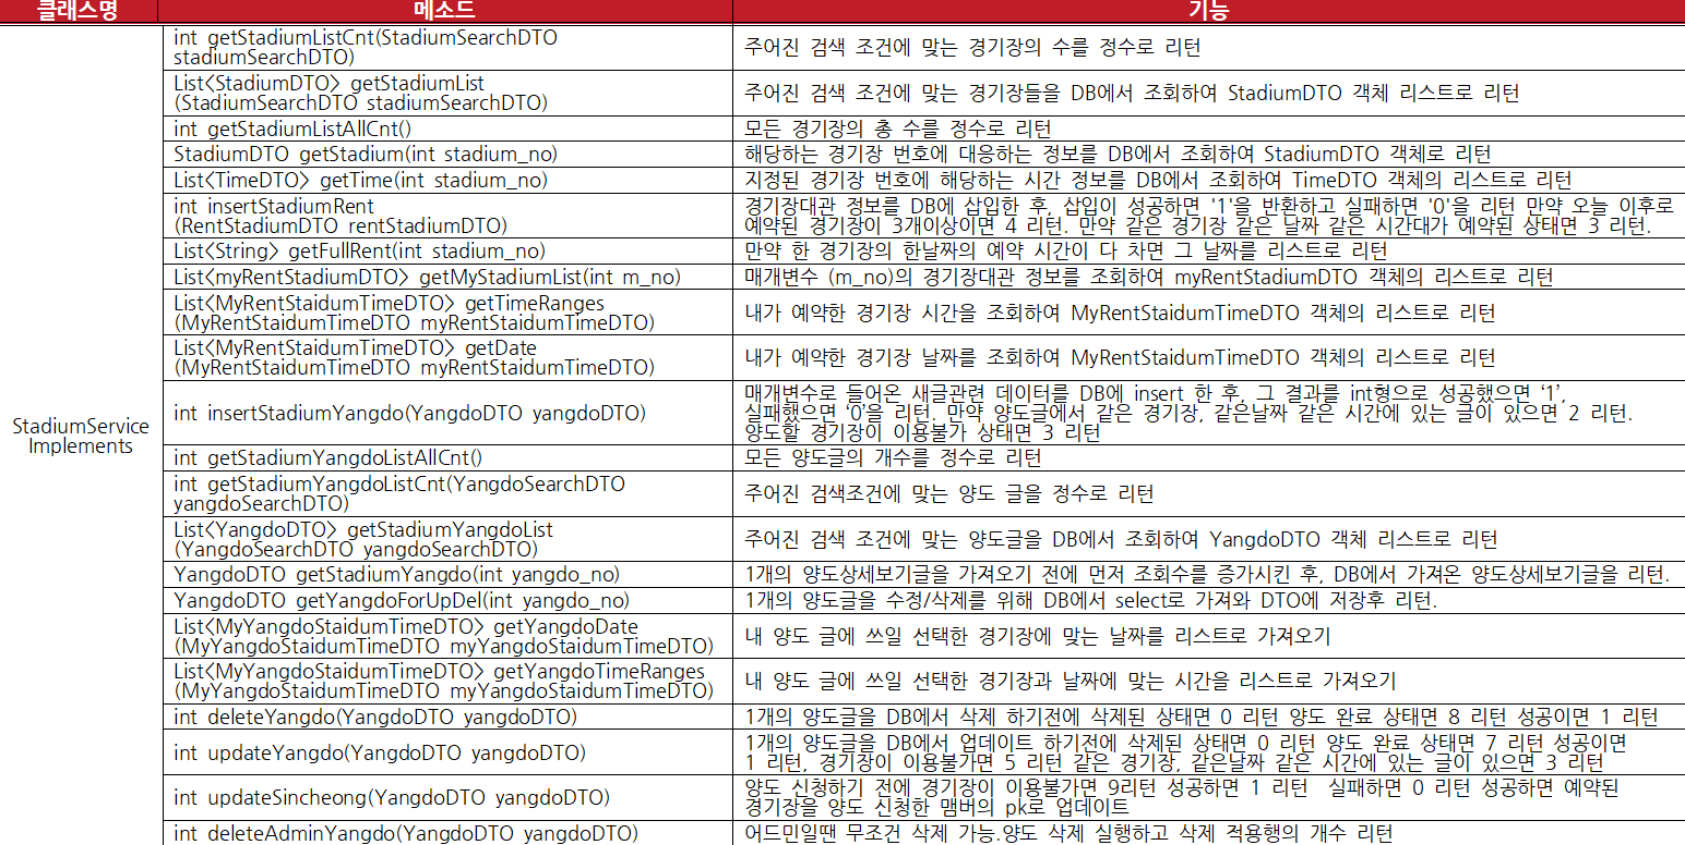 클래스명 메소드 기능
StadiumService
Implements
int getStadiumListCnt(StadiumSearchDTO
stadiumSearchDTO)
주어진 검색 조건에 맞는 경기장의 수를 정수로 리턴
List<StadiumDTO> getStadiumList
(StadiumSearchDTO stadiumSearchDTO)
주어진 검색 조건에 맞는 경기장들을 DB에서 조회하여 StadiumDTO 객체 리스트로 리턴
int getStadiumListAllCnt()
모든 경기장의 총 수를 정수로 리턴
StadiumDTO getStadium(int stadium_no)
해당하는 경기장 번호에 대응하는 정보를 DB에서 조회하여 StadiumDTO 객체로 리턴
List<TimeDTO> getTime(int stadium_no)
지정된 경기장 번호에 해당하는 시간 정보를 DB에서 조회하여 TimeDTO 객체의 리스트로 리턴
int insertStadiumRent
(RentStadiumDTO rentStadiumDTO)
경기장대관 정보를 DB에 삽입한 후, 삽입이 성공하면 '1'을 반환하고 실패하면 '0'을 리턴 만약 오늘 이후로
예약된 경기장이 3개이상이면 4 리턴. 만약 같은 경기장 같은 날짜 같은 시간대가 예약된 상태면 3 리턴.
List<String> getFullRent(int stadium_no)
만약 한 경기장의 한날짜의 예약 시간이 다 차면 그 날짜를 리스트로 리턴
List<myRentStadiumDTO> getMyStadiumList(int m_no)
매개변수 (m_no)의 경기장대관 정보를 조회하여 myRentStadiumDTO 객체의 리스트로 리턴
List<MyRentStaidumTimeDTO> getTimeRanges
(MyRentStaidumTimeDTO myRentStaidumTimeDTO)
내가 예약한 경기장 시간을 조회하여 MyRentStaidumTimeDTO 객체의 리스트로 리턴
List<MyRentStaidumTimeDTO> getDate
(MyRentStaidumTimeDTO myRentStaidumTimeDTO)
내가 예약한 경기장 날짜를 조회하여 MyRentStaidumTimeDTO 객체의 리스트로 리턴
int insertStadiumYangdo(YangdoDTO yangdoDTO)
매개변수로 들어온 새글관련 데이터를 DB에 insert 한 후, 그 결과를 int형으로 성공했으면 ‘1’,
실패했으면 ‘0’을 리턴. 만약 양도글에서 같은 경기장, 같은날짜 같은 시간에 있는 글이 있으면 2 리턴.
양도할 경기장이 이용불가 상태면 3 리턴
int getStadiumYangdoListAllCnt()
모든 양도글의 개수를 정수로 리턴
int getStadiumYangdoListCnt(YangdoSearchDTO
yangdoSearchDTO)
주어진 검색조건에 맞는 양도 글을 정수로 리턴
List<YangdoDTO> getStadiumYangdoList
(YangdoSearchDTO yangdoSearchDTO)
주어진 검색 조건에 맞는 양도글을 DB에서 조회하여 YangdoDTO 객체 리스트로 리턴
YangdoDTO getStadiumYangdo(int yangdo_no)
1개의 양도상세보기글을 가져오기 전에 먼저 조회수를 증가시킨 후, DB에서 가져온 양도상세보기글을 리턴.
YangdoDTO getYangdoForUpDel(int yangdo_no)
1개의 양도글을 수정/삭제를 위해 DB에서 select로 가져와 DTO에 저장후 리턴.
List<MyYangdoStaidumTimeDTO> getYangdoDate
(MyYangdoStaidumTimeDTO myYangdoStaidumTimeDTO)
내 양도 글에 쓰일 선택한 경기장에 맞는 날짜를 리스트로 가져오기
List<MyYangdoStaidumTimeDTO> getYangdoTimeRanges
(MyYangdoStaidumTimeDTO myYangdoStaidumTimeDTO)
내 양도 글에 쓰일 선택한 경기장과 날짜에 맞는 시간을 리스트로 가져오기
int deleteYangdo(YangdoDTO yangdoDTO)
1개의 양도글을 DB에서 삭제 하기전에 삭제된 상태면 0 리턴 양도 완료 상태면 8 리턴 성공이면 1 리턴
int updateYangdo(YangdoDTO yangdoDTO)
1개의 양도글을 DB에서 업데이트 하기전에 삭제된 상태면 0 리턴 양도 완료 상태면 7 리턴 성공이면
1 리턴, 경기장이 이용불가면 5 리턴 같은 경기장, 같은날짜 같은 시간에 있는 글이 있으면 3 리턴
int updateSincheong(YangdoDTO yangdoDTO)
양도 신청하기 전에 경기장이 이용불가면 9리턴 성공하면 1 리턴 실패하면 0 리턴 성공하면 예약된
경기장을 양도 신청한 맴버의 pk로 업데이트
int deleteAdminYangdo(YangdoDTO yangdoDTO)
어드민일땐 무조건 삭제 가능.양도 삭제 실행하고 삭제 적용행의 개수 리턴